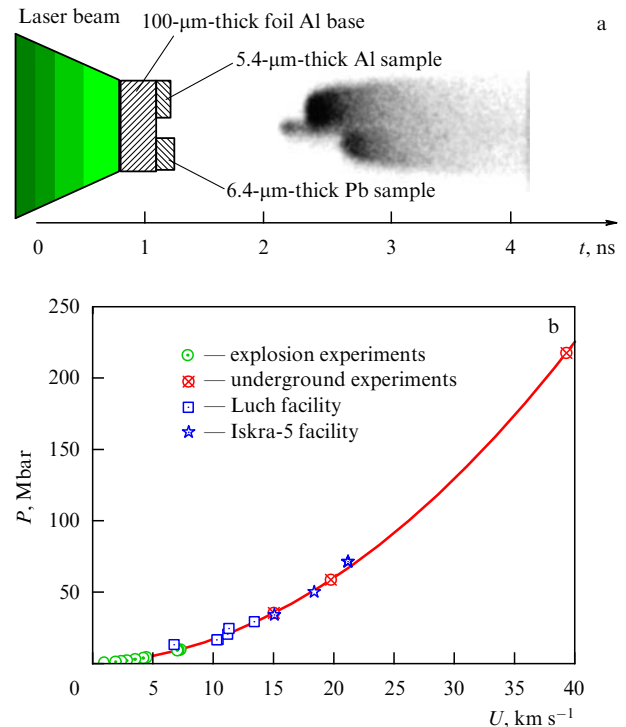 Laser beam
100-μm-thick foil Al base
a
5.4-μm-thick Al sample
6.4-μm-thick Pb sample
0 1 2 3 4 t, ns
250
b
— explosion experiments
— underground experiments
200
— Luch facility
— Iskra-5 facility
150
P, Mbar
100
50
0 5 10 15 20 25 30 35 40
U, km s⁻¹